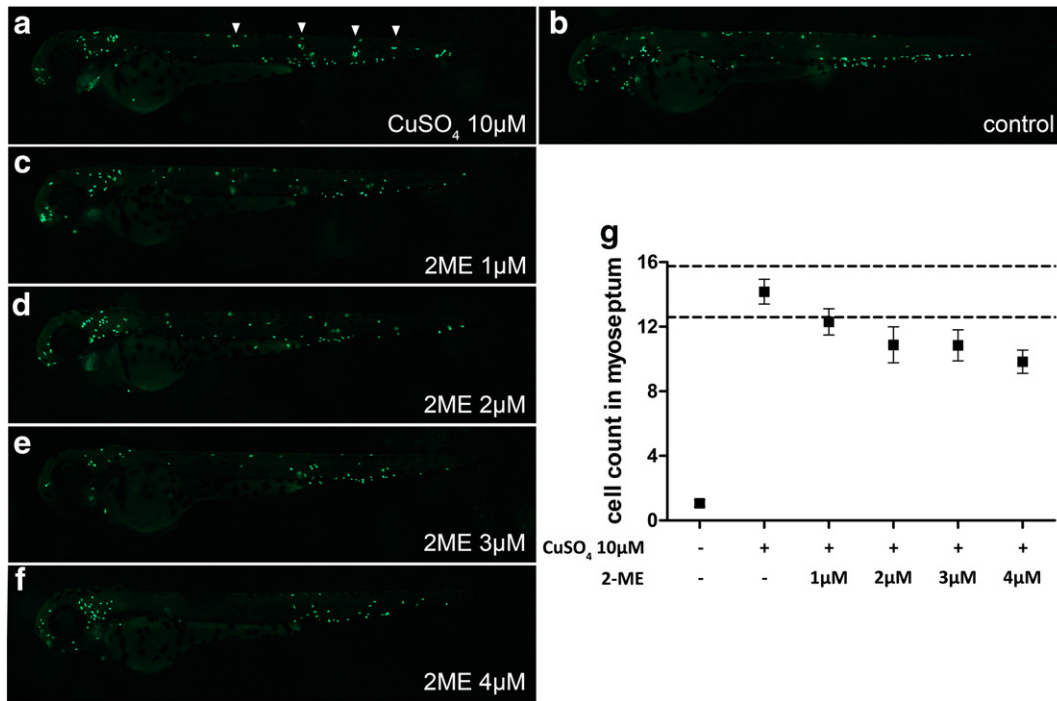 a
CuSO₄ 10µM
b
control
c
2ME 1µM
d
2ME 2µM
e
2ME 3µM
f
2ME 4µM
g
cell count in myoseptum
16
12
8
4
0
CuSO₄ 10µM - + + + + +
2-ME - - 1µM 2µM 3µM 4µM